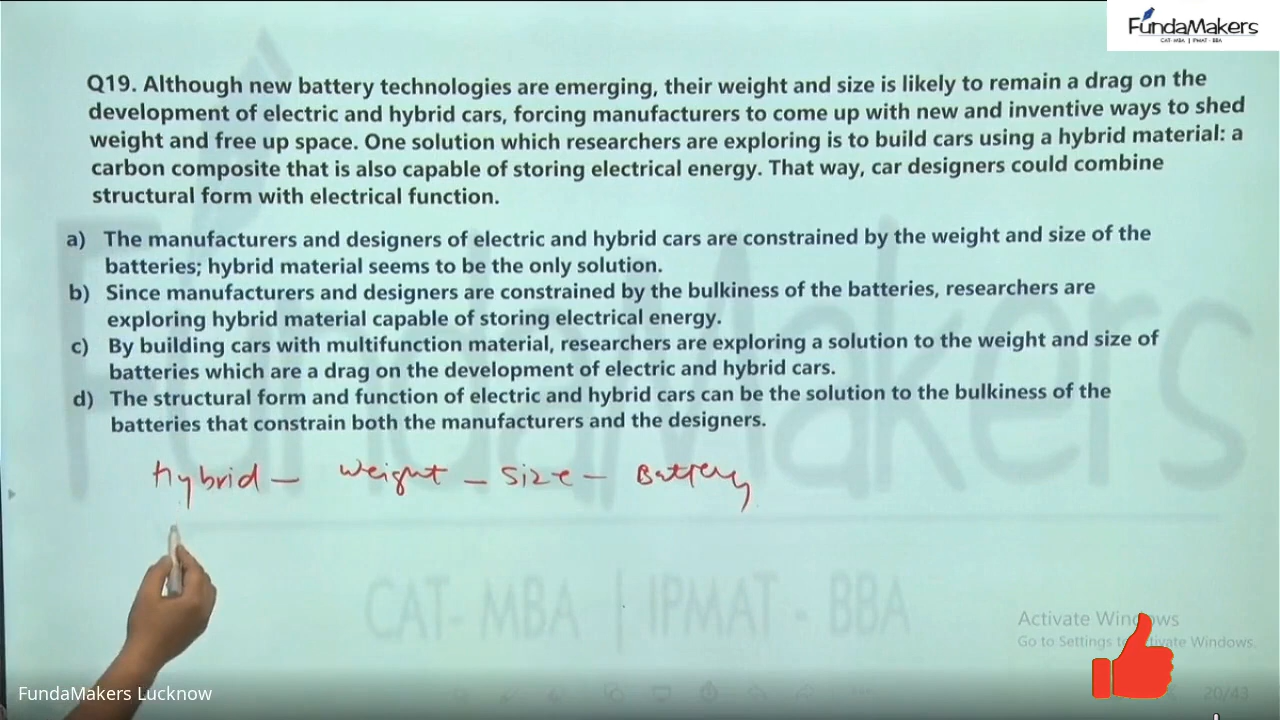 FundaMakers
CAT- MBA | IPMAT - BBA
Q19. Although new battery technologies are emerging, their weight and size is likely to remain a drag on the
development of electric and hybrid cars, forcing manufacturers to come up with new and inventive ways to shed
weight and free up space. One solution which researchers are exploring is to build cars using a hybrid material: a
carbon composite that is also capable of storing electrical energy. That way, car designers could combine
structural form with electrical function.
a) The manufacturers and designers of electric and hybrid cars are constrained by the weight and size of the
batteries; hybrid material seems to be the only solution.
b) Since manufacturers and designers are constrained by the bulkiness of the batteries, researchers are
exploring hybrid material capable of storing electrical energy.
c) By building cars with multifunction material, researchers are exploring a solution to the weight and size of
batteries which are a drag on the development of electric and hybrid cars.
d) The structural form and function of electric and hybrid cars can be the solution to the bulkiness of the
batteries that constrain both the manufacturers and the designers.
FundaMakers
Hybrid - Weight - Size - Battery
CAT- MBA | IPMAT - BBA
Activate Windows
Go to Settings to activate Windows.
FundaMakers Lucknow
20/43